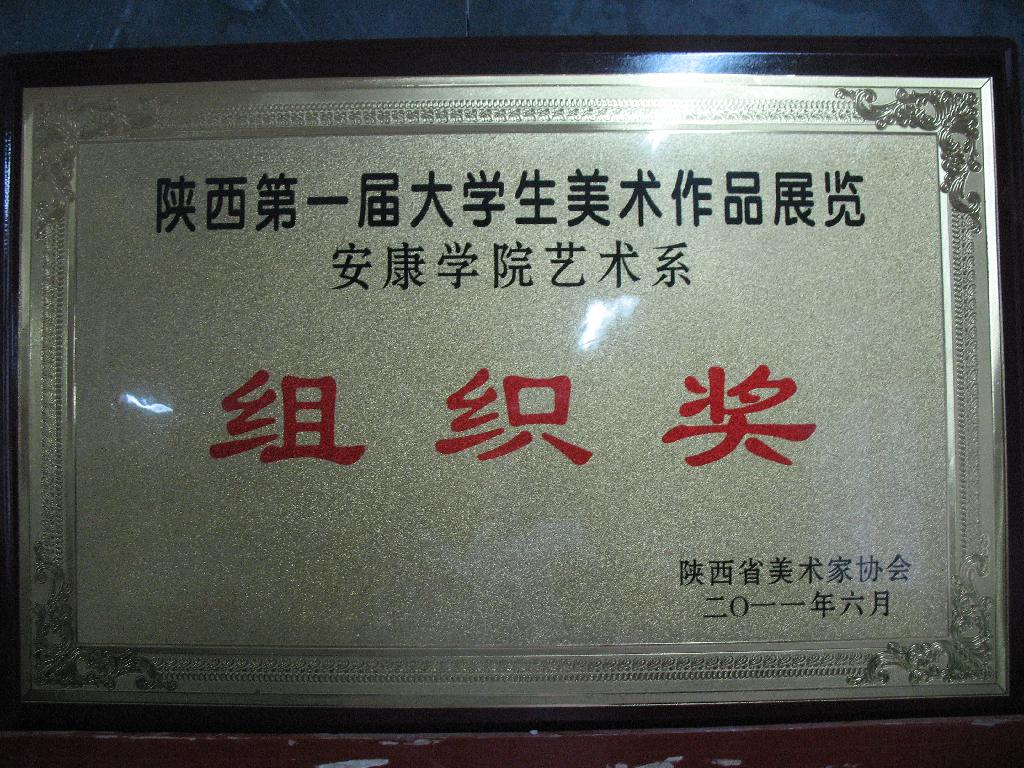 陕西第一届大学生美术作品展览
安康学院艺术系
组织奖
陕西省美术家协会
二〇一一年六月